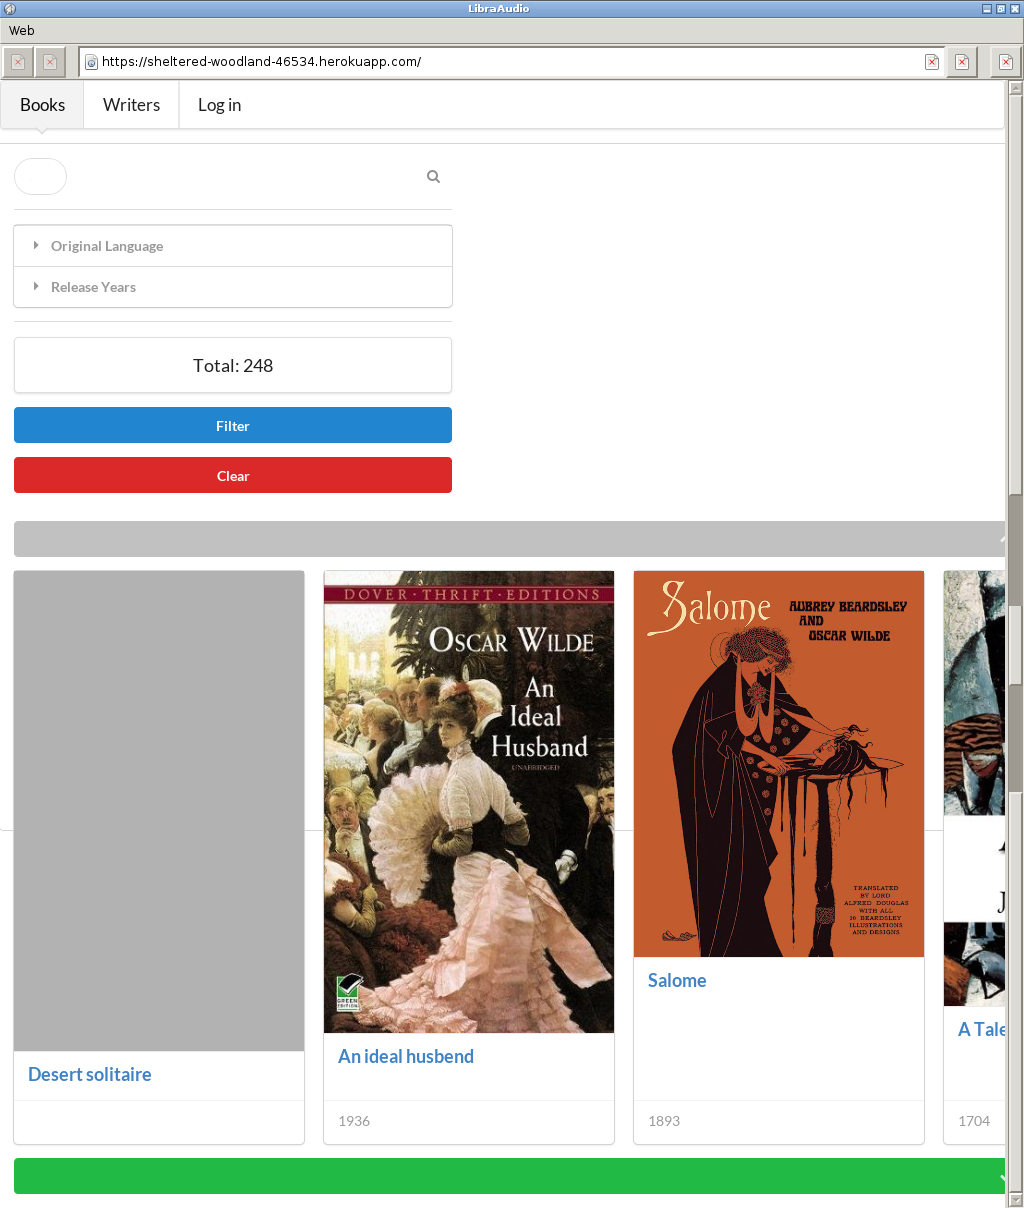 LibraAudio
Web
https://sheltered-woodland-46534.herokuapp.com/
Books Writers Log in
Original Language
Release Years
Total: 248
Filter
Clear
DOVER·THRIFT·EDITIONS
OSCAR WILDE
An
Ideal
Husband
UNABRIDGED
GREEN
EDITION
Salome
AUBREY BEARDSLEY
AND
OSCAR WILDE
TRANSLATED
BY LORD
ALFRED DOUGLAS
WITH ALL
BEARDSLEY
ILLUSTRATIONS
AND DESIGNS
Desert solitaire
An ideal husbend
1936
Salome
1893
A Tale
1704